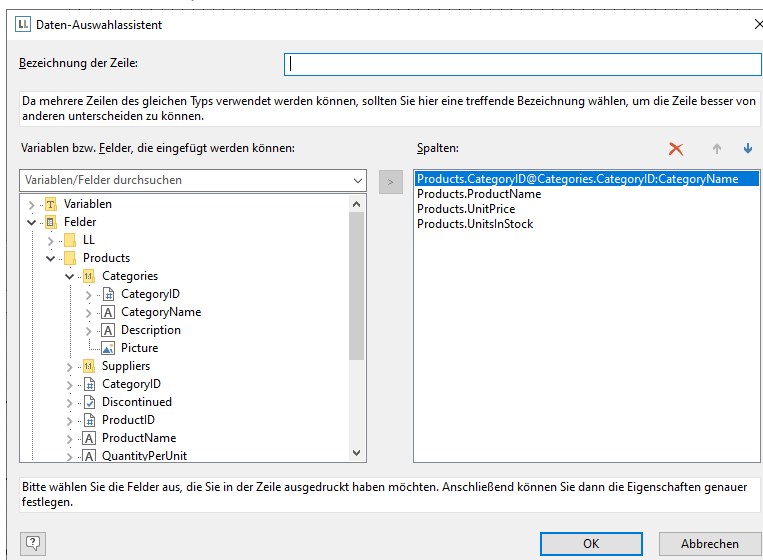 LL Daten-Auswahlassistent
Bezeichnung der Zeile:
Da mehrere Zeilen des gleichen Typs verwendet werden können, sollten Sie hier eine treffende Bezeichnung wählen, um die Zeile besser von
anderen unterscheiden zu können.
Variablen bzw. Felder, die eingefügt werden können:
Spalten:
Variablen/Felder durchsuchen
>
Variablen
Felder
LL
Products
Categories
CategoryID
CategoryName
Description
Picture
Suppliers
CategoryID
Discontinued
ProductID
ProductName
QuantityPerUnit
Products.CategoryID@Categories.CategoryID:CategoryName
Products.ProductName
Products.UnitPrice
Products.UnitsInStock
Bitte wählen Sie die Felder aus, die Sie in der Zeile ausgedruckt haben möchten. Anschließend können Sie dann die Eigenschaften genauer
festlegen.
OK
Abbrechen